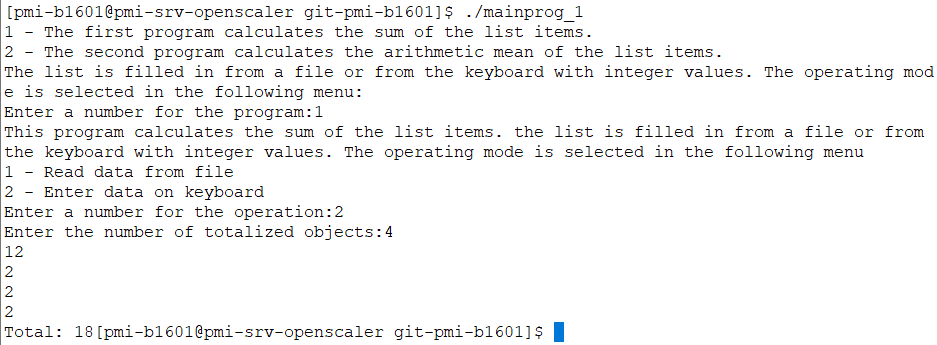 [pmi-b1601@pmi-srv-openscaler git-pmi-b1601]$ ./mainprog_1
1 - The first program calculates the sum of the list items.
2 - The second program calculates the arithmetic mean of the list items.
The list is filled in from a file or from the keyboard with integer values. The operating mod
e is selected in the following menu:
Enter a number for the program:1
This program calculates the sum of the list items. the list is filled in from a file or from
the keyboard with integer values. The operating mode is selected in the following menu
1 - Read data from file
2 - Enter data on keyboard
Enter a number for the operation:2
Enter the number of totalized objects:4
12
2
2
2
Total: 18[pmi-b1601@pmi-srv-openscaler git-pmi-b1601]$